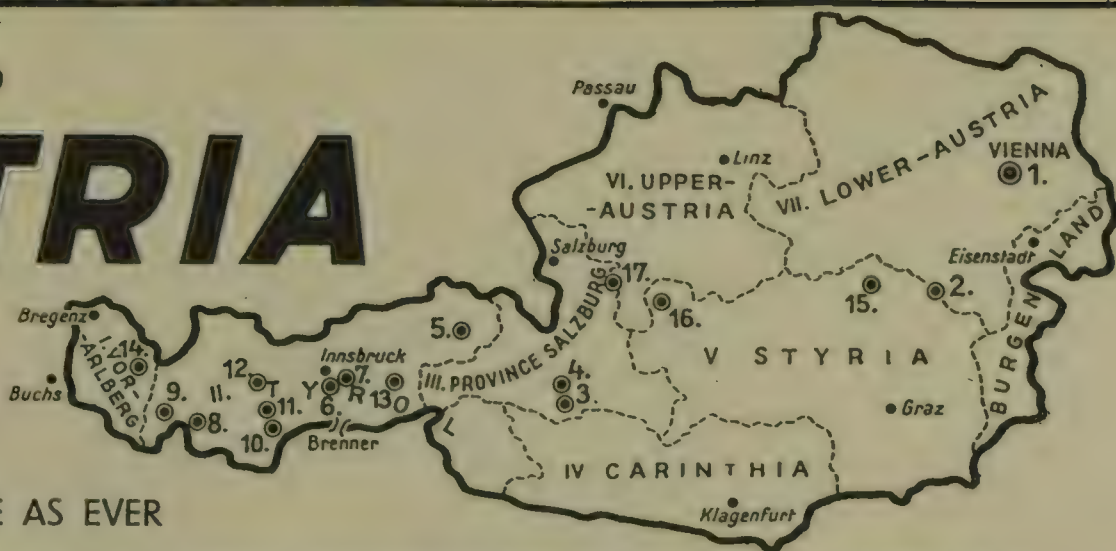 TRIA
Passau
Linz
VI. UPPER-
-AUSTRIA
VII. LOWER-AUSTRIA
VIENNA
1.
Salzburg
Eisenstadt
BURGENLAND
17.
16.
15.
2.
Bregenz
I. VOR-
-ARLBERG
14.
Buchs
9.
8.
II.
12.
T
11.
10.
Innsbruck
Y
7.
R
6.
13
O
L
Brenner
5.
III. PROVINCE SALZBURG
4.
3.
V STYRIA
Graz
IV CARINTHIA
Klagenfurt
E AS EVER